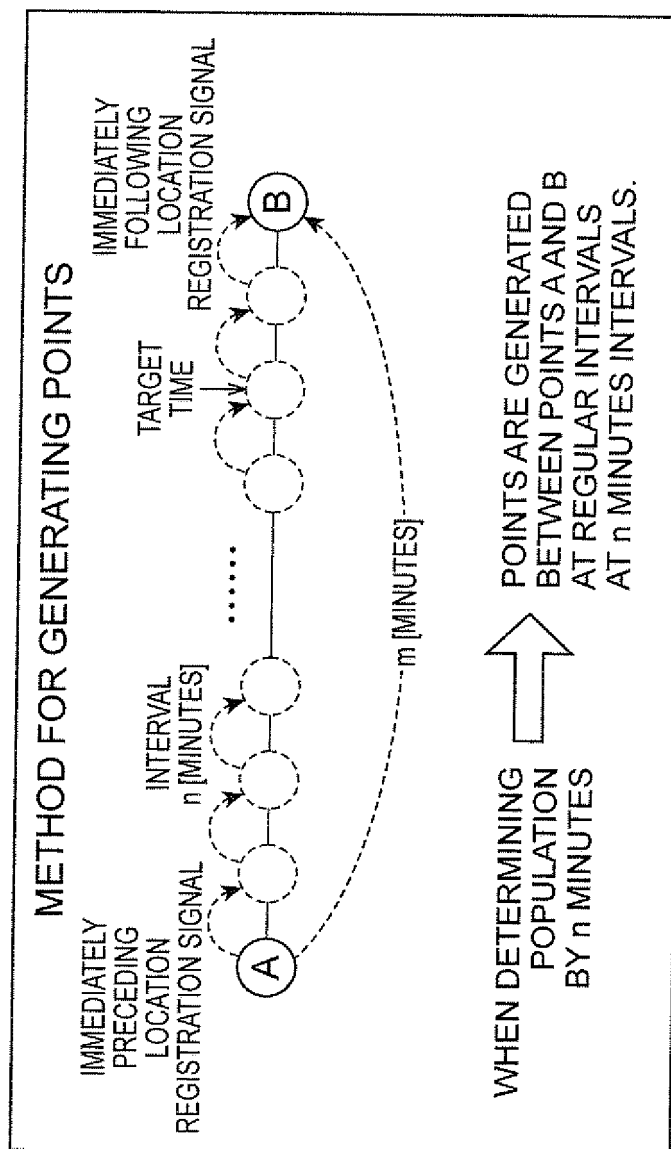 METHOD FOR GENERATING POINTS
IMMEDIATELY
PRECEDING
LOCATION
REGISTRATION SIGNAL
INTERVAL
n [MINUTES]
......
TARGET
TIME
IMMEDIATELY
FOLLOWING
LOCATION
REGISTRATION SIGNAL
A
B
m [MINUTES]
WHEN DETERMINING
POPULATION
BY n MINUTES
POINTS ARE GENERATED
BETWEEN POINTS A AND B
AT REGULAR INTERVALS
AT n MINUTES INTERVALS.